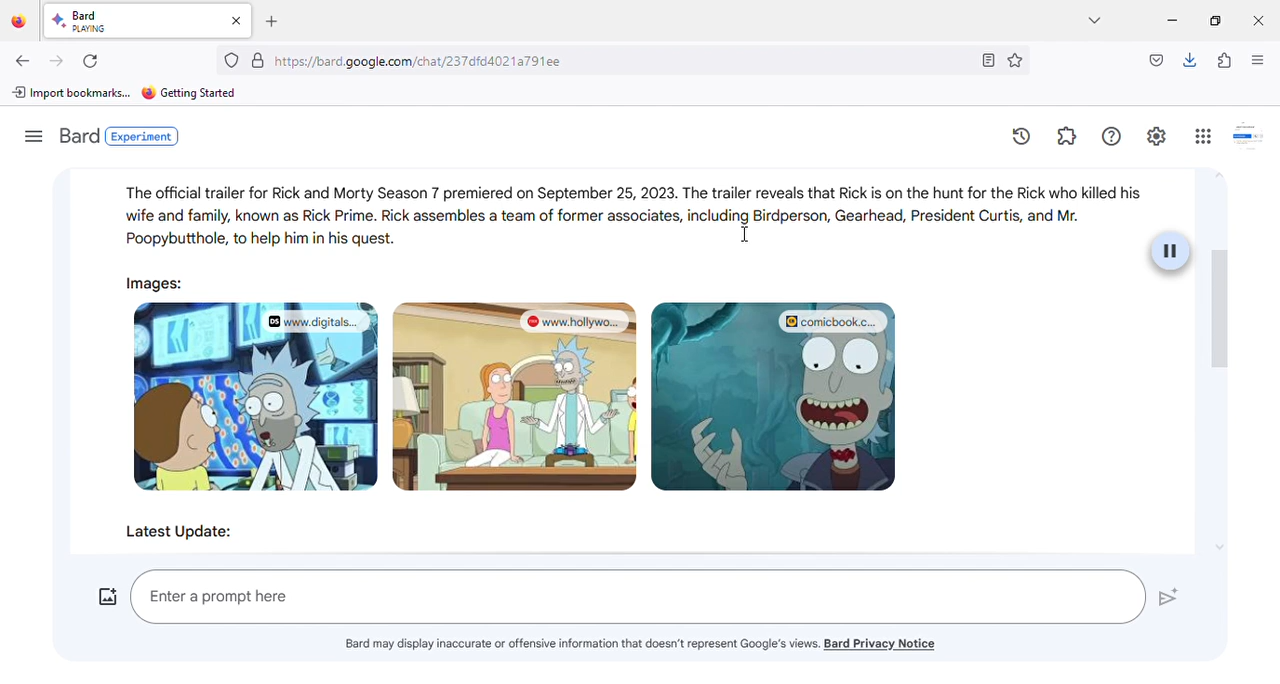 Bard
PLAYING
https://bard.google.com/chat/237dfd4021a791ee
Import bookmarks...
Getting Started
Bard Experiment
The official trailer for Rick and Morty Season 7 premiered on September 25, 2023. The trailer reveals that Rick is on the hunt for the Rick who killed his
wife and family, known as Rick Prime. Rick assembles a team of former associates, including Birdperson, Gearhead, President Curtis, and Mr.
Poopybutthole, to help him in his quest.
Images:
DS www.digitals...
www.hollywo...
comicbook.c...
Latest Update:
Enter a prompt here
Bard may display inaccurate or offensive information that doesn't represent Google's views. Bard Privacy Notice